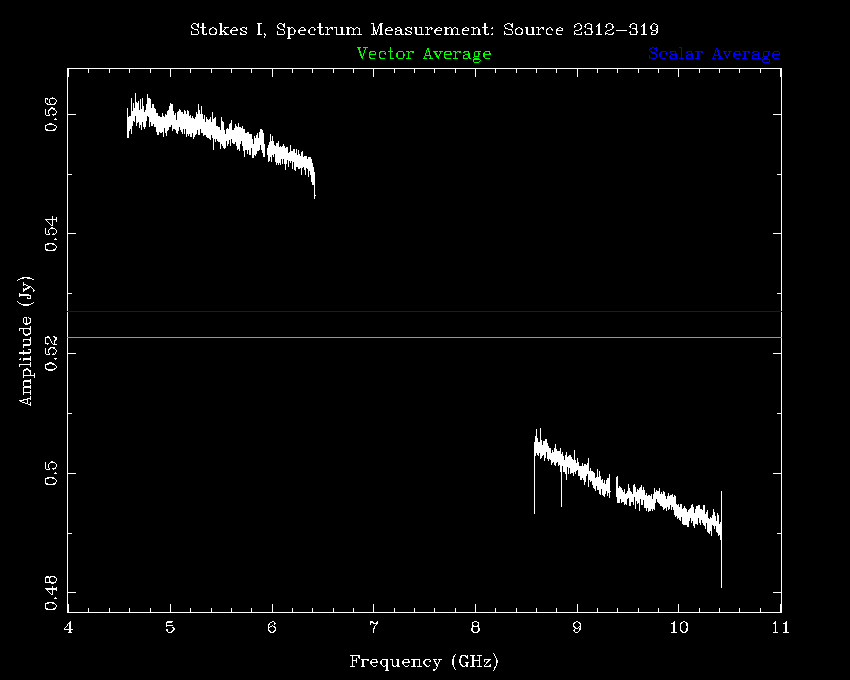 Stokes I, Spectrum Measurement: Source 2312−319
Vector Average Scalar Average
0.56
0.54
0.52
0.5
0.48
Amplitude (Jy)
4 5 6 7 8 9 10 11
Frequency (GHz)